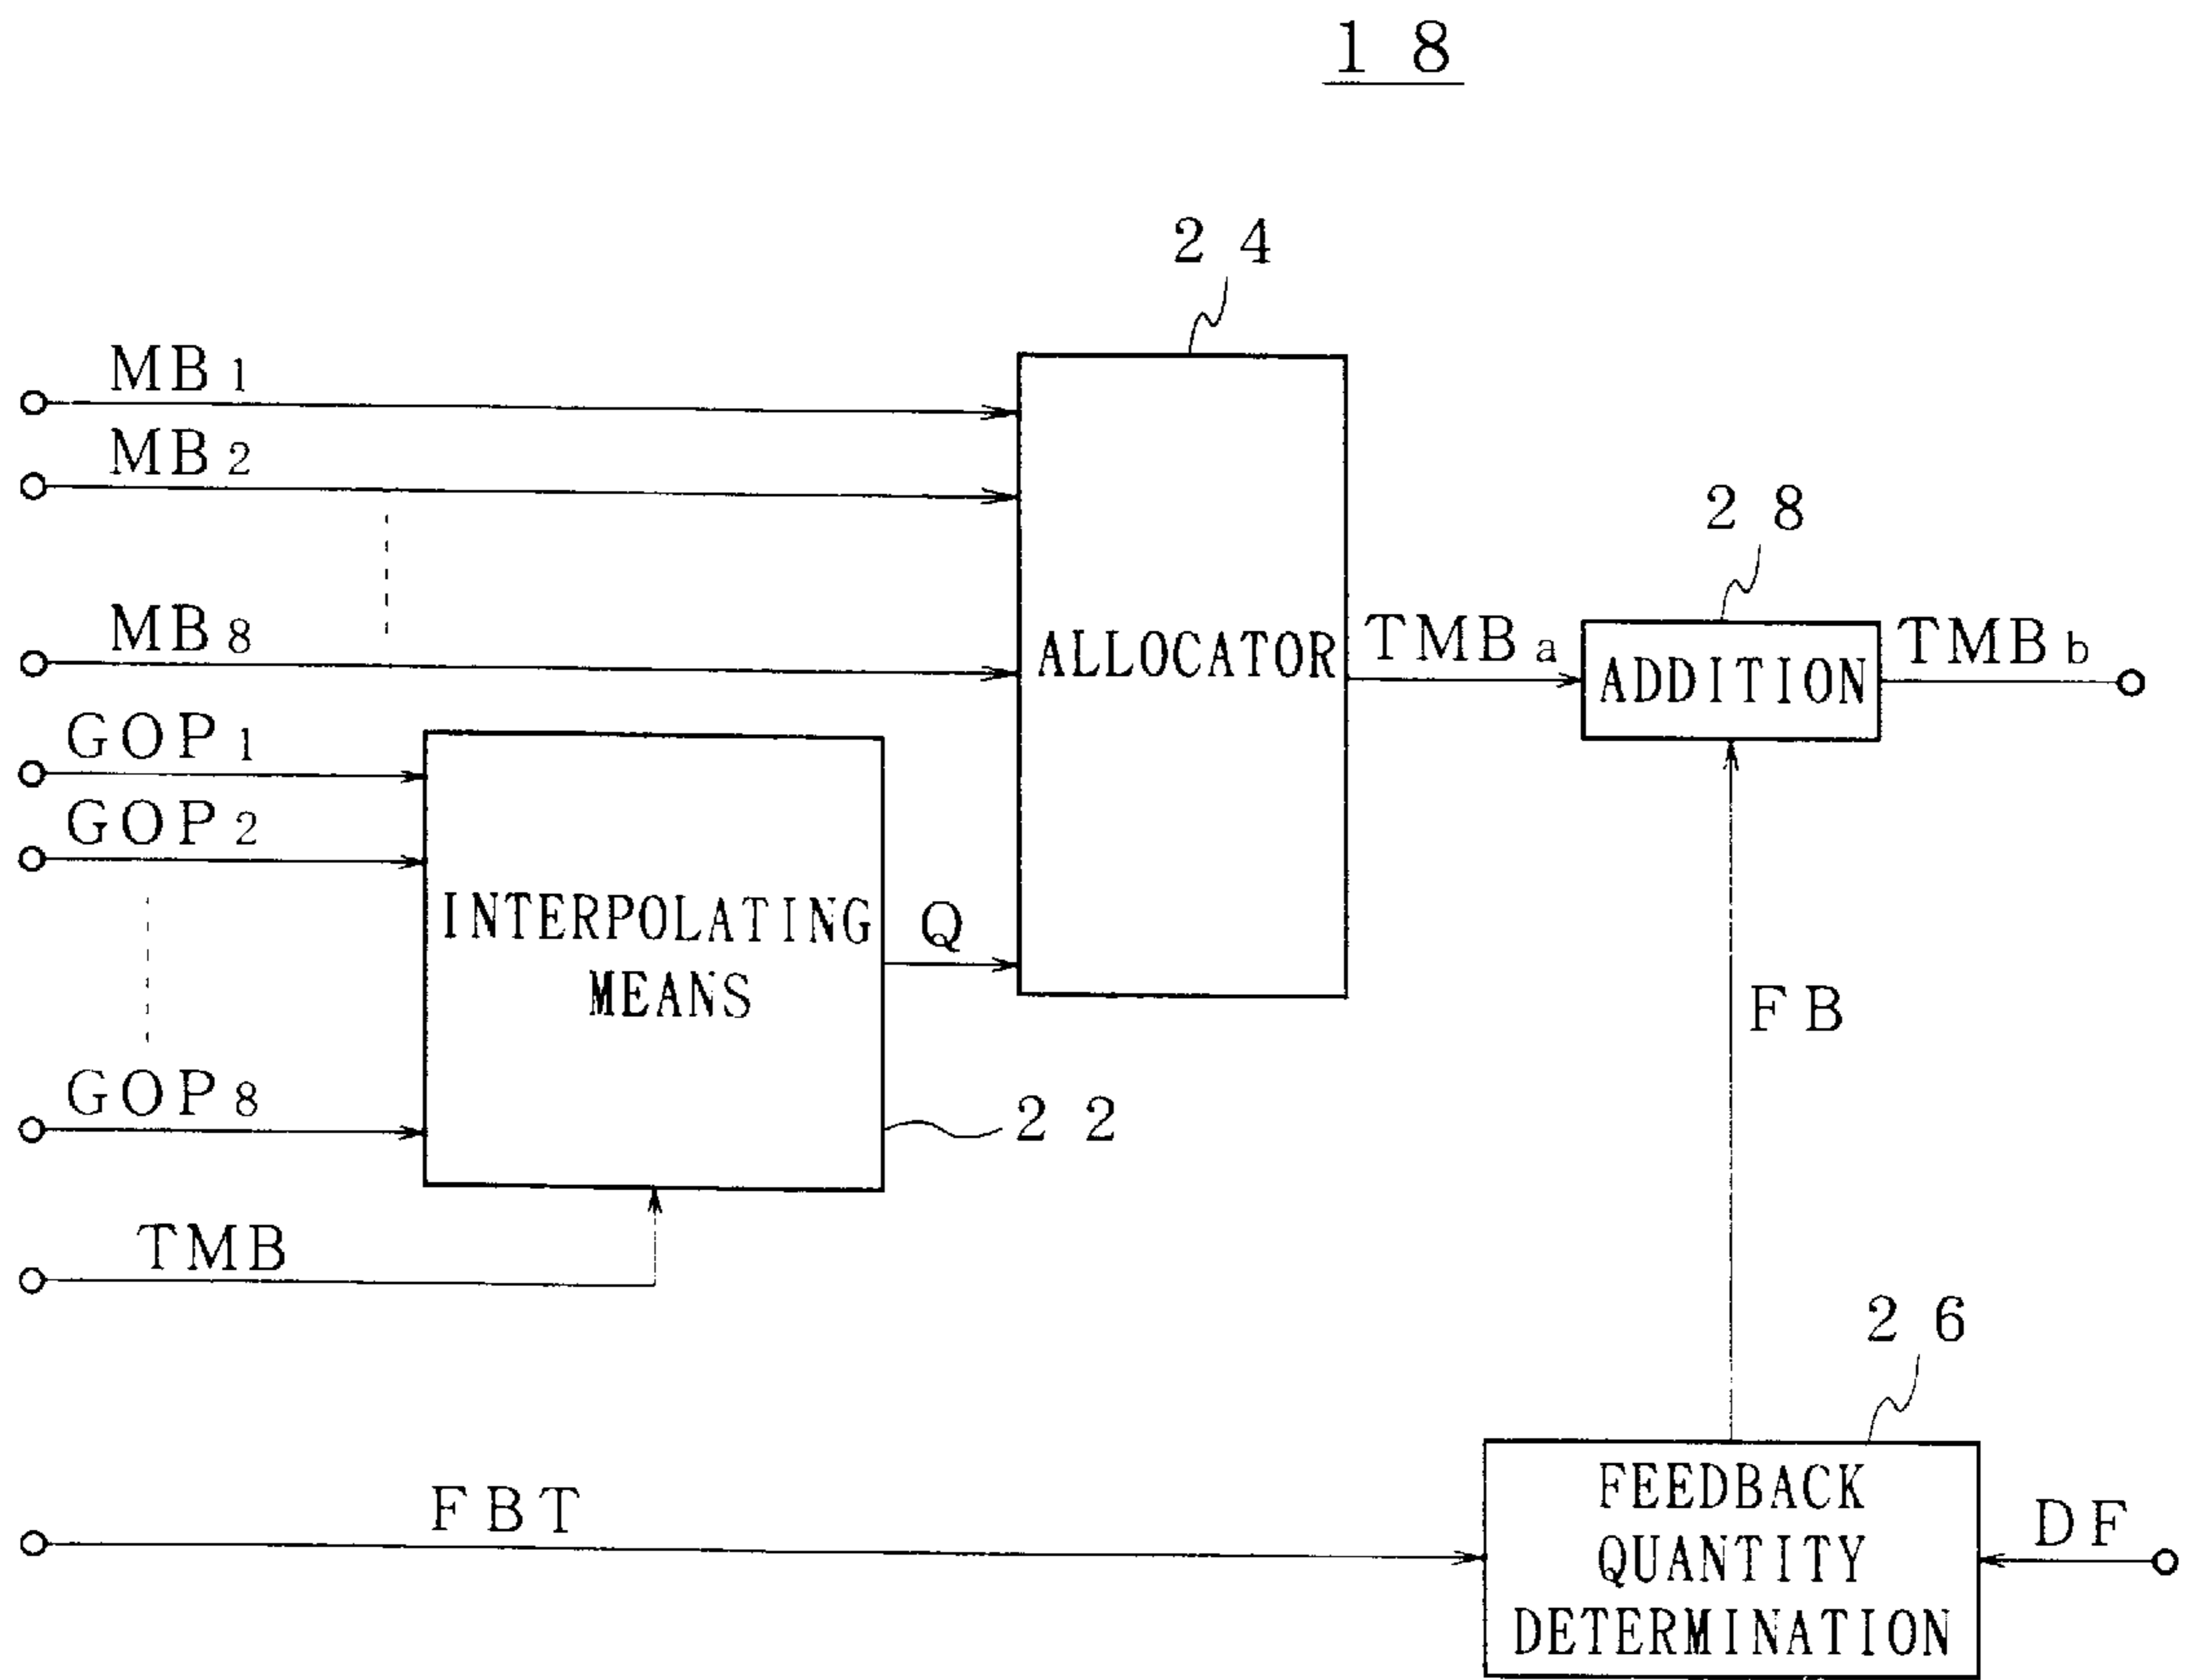 18
24
MB1
MB2
28
MB8
ALLOCATOR
TMBa
ADDITION
TMBb
GOP1
GOP2
INTERPOLATING
MEANS
Q
FB
GOP8
22
TMB
26
FBT
FEEDBACK
QUANTITY
DETERMINATION
DF